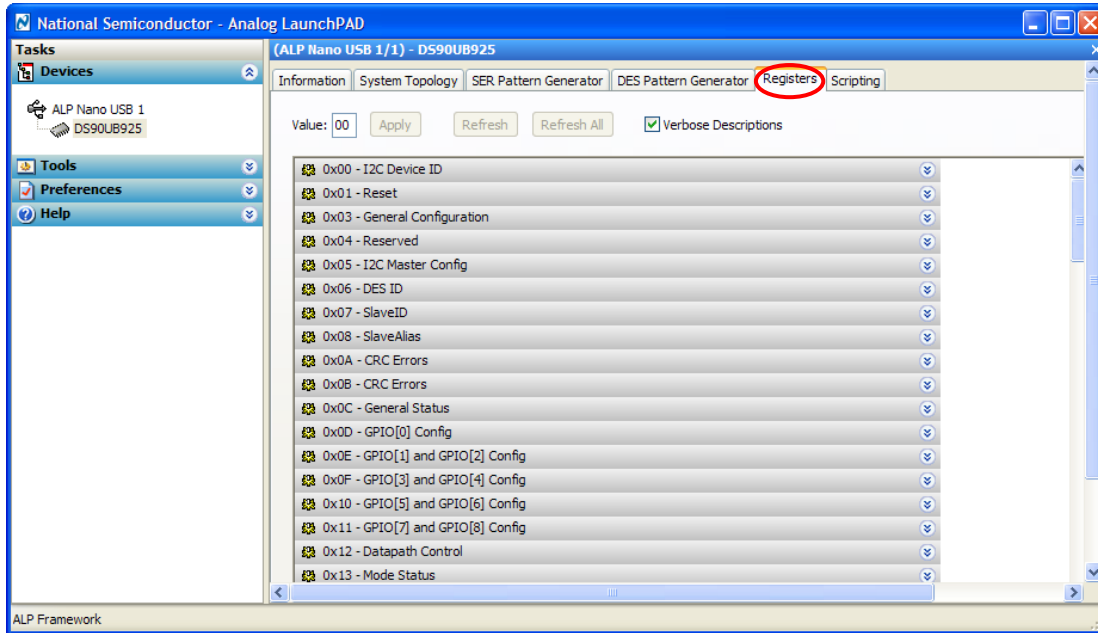 National Semiconductor - Analog LaunchPAD
Tasks
Devices
ALP Nano USB 1
DS90UB925
Tools
Preferences
Help
(ALP Nano USB 1/1) - DS90UB925
Information System Topology SER Pattern Generator DES Pattern Generator Registers Scripting
Value: 00 Apply Refresh Refresh All Verbose Descriptions
0x00 - I2C Device ID
0x01 - Reset
0x03 - General Configuration
0x04 - Reserved
0x05 - I2C Master Config
0x06 - DES ID
0x07 - SlaveID
0x08 - SlaveAlias
0x0A - CRC Errors
0x0B - CRC Errors
0x0C - General Status
0x0D - GPIO[0] Config
0x0E - GPIO[1] and GPIO[2] Config
0x0F - GPIO[3] and GPIO[4] Config
0x10 - GPIO[5] and GPIO[6] Config
0x11 - GPIO[7] and GPIO[8] Config
0x12 - Datapath Control
0x13 - Mode Status
ALP Framework